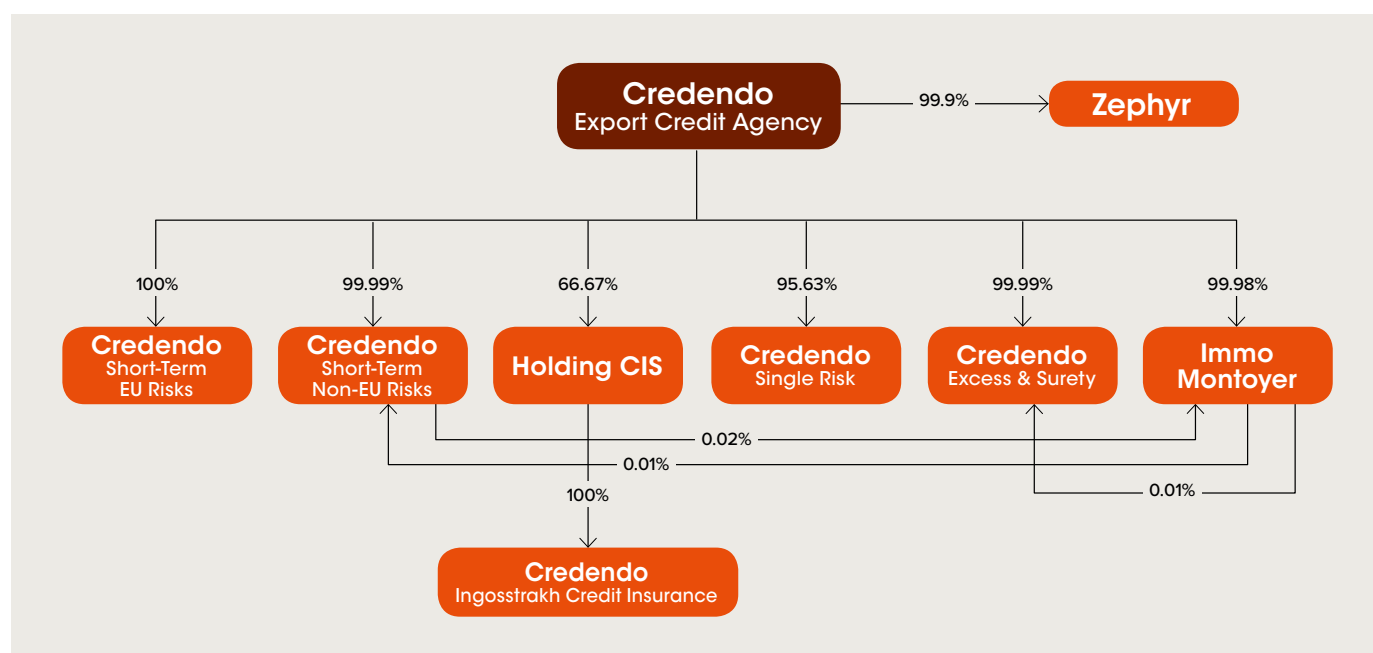 Credendo
Export Credit Agency
99.9%
Zephyr
100%
99.99%
66.67%
95.63%
99.99%
99.98%
Credendo
Short-Term
EU Risks
Credendo
Short-Term
Non-EU Risks
Holding CIS
Credendo
Single Risk
Credendo
Excess & Surety
Immo
Montoyer
0.02%
0.01%
0.01%
100%
Credendo
Ingosstrakh Credit Insurance